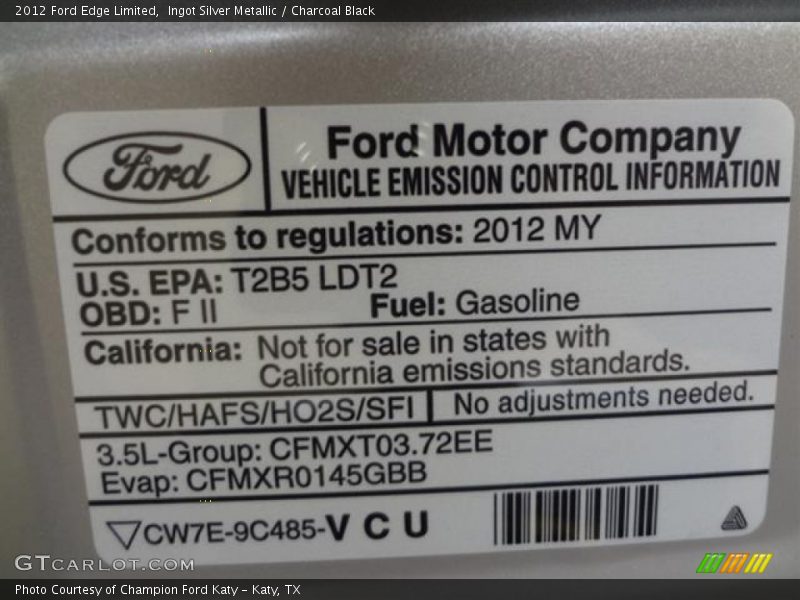 2012 Ford Edge Limited,  Ingot Silver Metallic / Charcoal Black
Ford
Ford Motor Company
VEHICLE EMISSION CONTROL INFORMATION
Conforms to regulations: 2012 MY
U.S. EPA: T2B5 LDT2
OBD: F II Fuel: Gasoline
California: Not for sale in states with
California emissions standards.
TWC/HAFS/HO2S/SFI No adjustments needed.
3.5L-Group: CFMXT03.72EE
Evap: CFMXR0145GBB
CW7E-9C485-V C U
GTCARLOT.COM
Photo Courtesy of Champion Ford Katy – Katy, TX